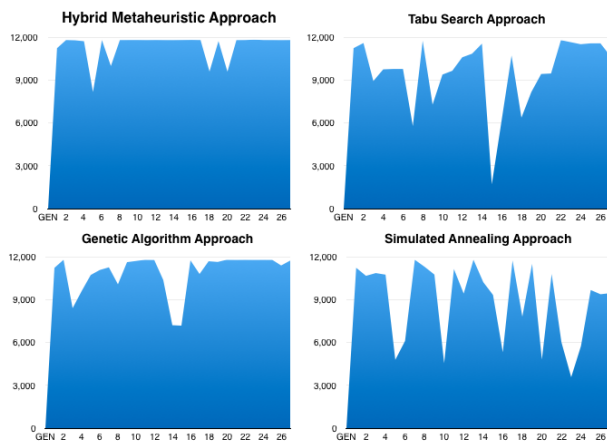 Hybrid Metaheuristic Approach
12,000
9,000
6,000
3,000
0
GEN 2 4 6 8 10 12 14 16 18 20 22 24 26
Tabu Search Approach
12,000
9,000
6,000
3,000
0
GEN 2 4 6 8 10 12 14 16 18 20 22 24 26
Genetic Algorithm Approach
12,000
9,000
6,000
3,000
0
GEN 2 4 6 8 10 12 14 16 18 20 22 24 26
Simulated Annealing Approach
12,000
9,000
6,000
3,000
0
GEN 2 4 6 8 10 12 14 16 18 20 22 24 26